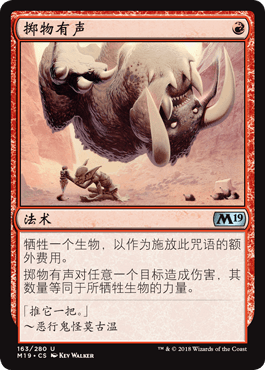 掷物有声
法术
M19
牺牲一个生物，以作为施放此咒语的额
外费用。
掷物有声对任意一个目标造成伤害，其
数量等同于所牺牲生物的力量。
「推它一把。」
～恶行鬼怪莫古温
163/280 U
M19 • CS KEV WALKER
™ & © 2018 Wizards of the Coast